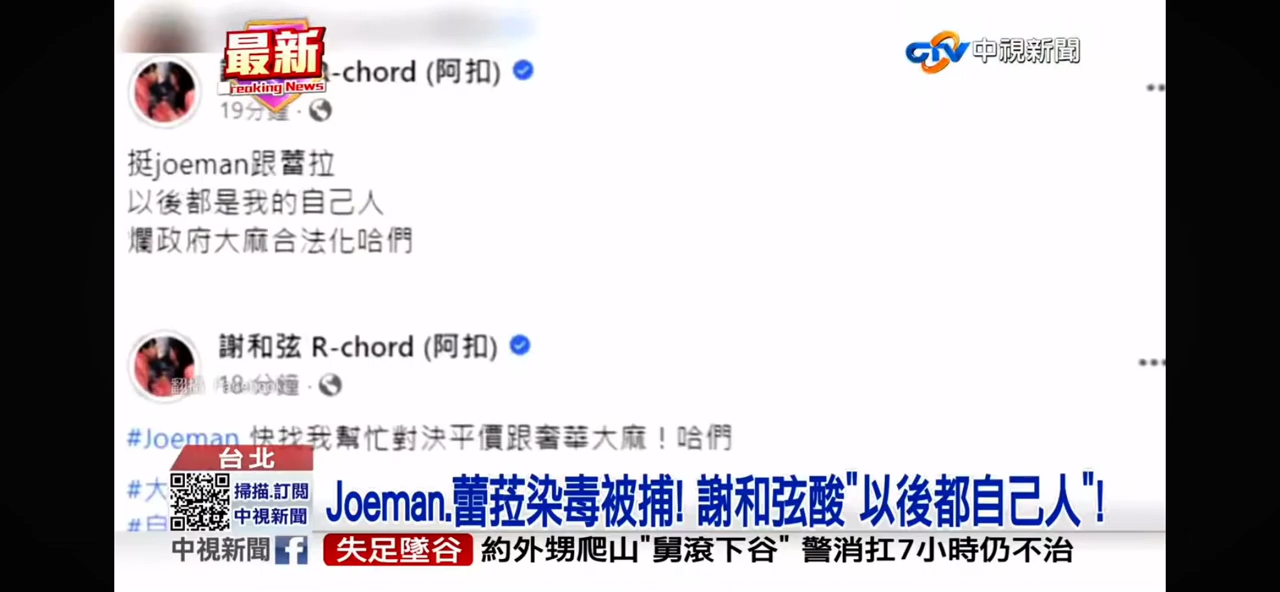 最新
Breaking News
CTV 中視新聞
R-chord (阿扣)
19分鐘
挺joeman跟蕾拉
以後都是我的自己人
爛政府大麻合法化哈們
謝和弦 R-chord (阿扣)
18分鐘
#Joeman 快找我幫忙對決平價跟奢華大麻！哈們
#大
#自
台北
掃描.訂閱
中視新聞
Joeman.蕾菈染毒被捕! 謝和弦酸"以後都自己人"!
中視新聞 f
失足墜谷 約外甥爬山"舅滾下谷" 警消扛7小時仍不治